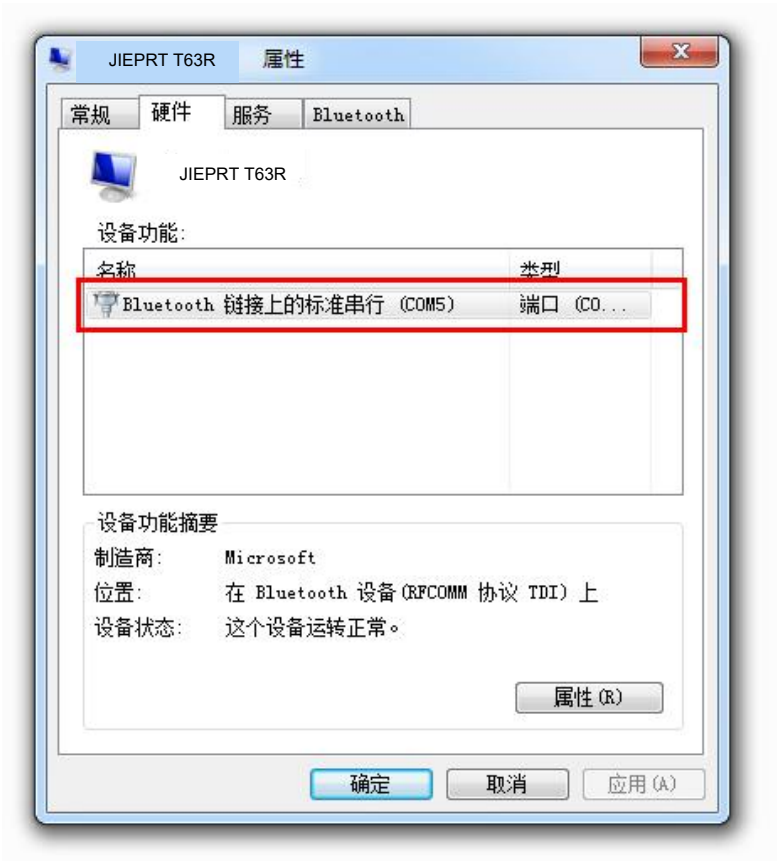 JIEPRT T63R 属性
常规 硬件 服务 Bluetooth
JIEPRT T63R
设备功能:
名称 类型
Bluetooth 链接上的标准串行 (COM5) 端口 (CO...
设备功能摘要
制造商: Microsoft
位置: 在 Bluetooth 设备(RFCOMM 协议 TDI) 上
设备状态: 这个设备运转正常。
属性(R)
确定 取消 应用(A)